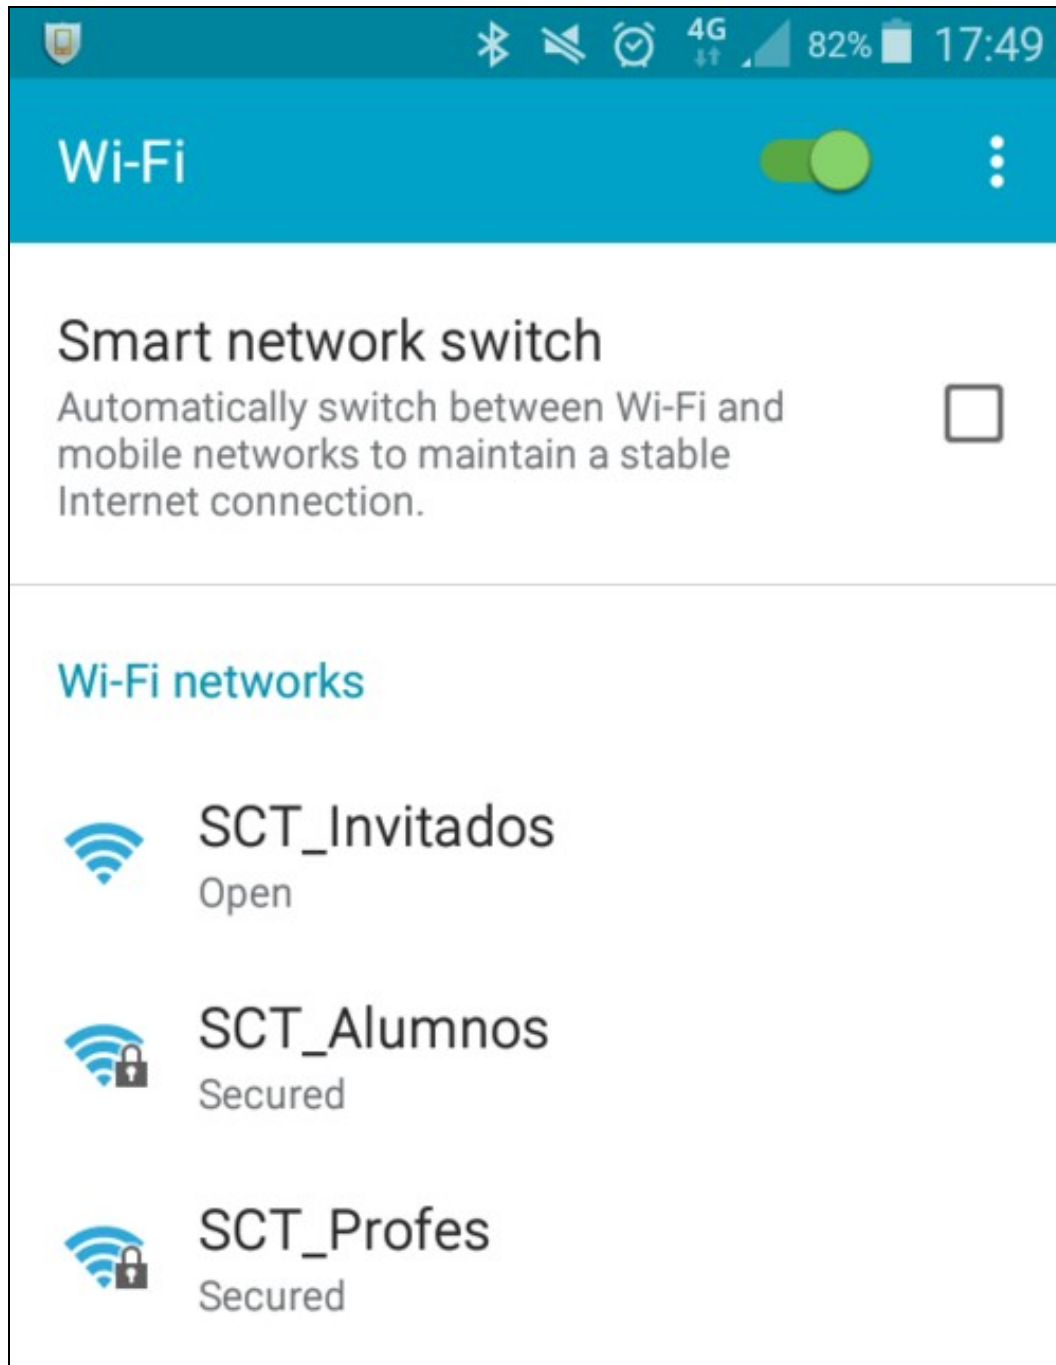 4G 82% 17:49
Wi-Fi
Smart network switch
Automatically switch between Wi-Fi and
mobile networks to maintain a stable
Internet connection.
Wi-Fi networks
SCT_Invitados
Open
SCT_Alumnos
Secured
SCT_Profes
Secured